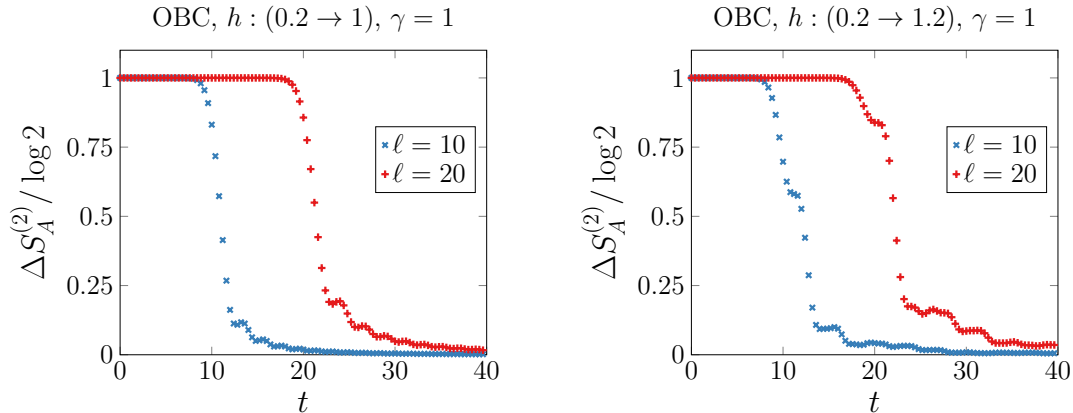 OBC, h : (0.2 → 1), γ = 1
ΔS_A^{(2)} / log 2
1
0.75
0.5
0.25
0
0 10 20 30 40
t
ℓ = 10
ℓ = 20
OBC, h : (0.2 → 1.2), γ = 1
ΔS_A^{(2)} / log 2
1
0.75
0.5
0.25
0
0 10 20 30 40
t
ℓ = 10
ℓ = 20